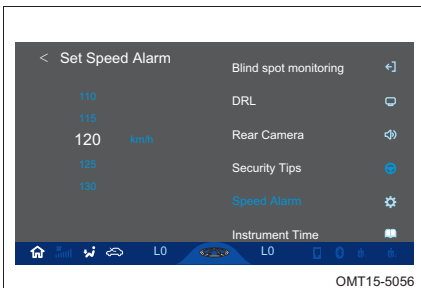 < Set Speed Alarm
110
115
120 km/h
125
130
Blind spot monitoring
DRL
Rear Camera
Security Tips
Speed Alarm
Instrument Time
L0 L0
OMT15-5056